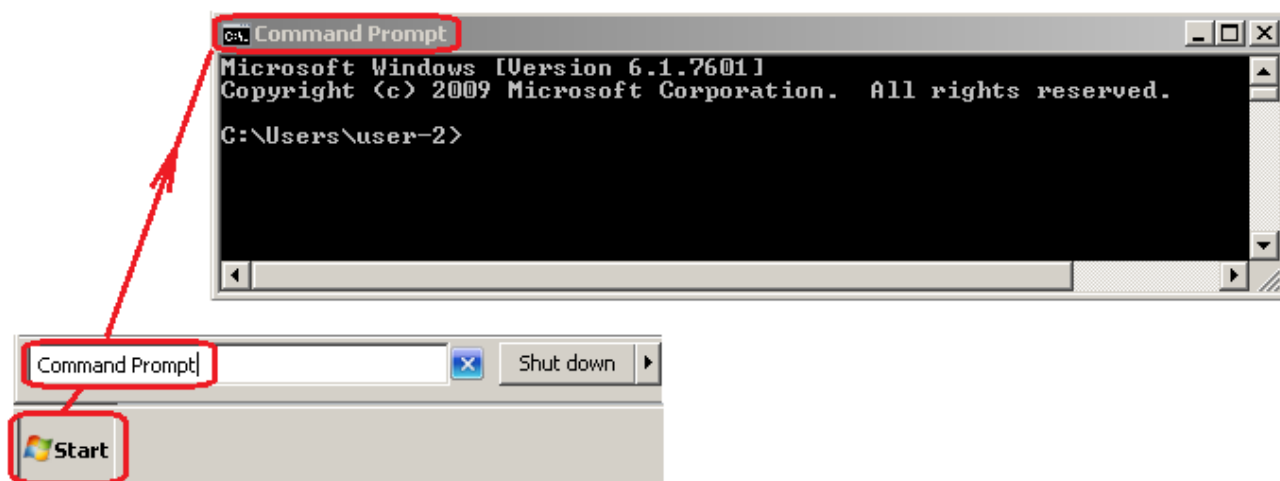 Command Prompt
Microsoft Windows [Version 6.1.7601]
Copyright (c) 2009 Microsoft Corporation.  All rights reserved.
C:\Users\user-2>
Command Prompt
Shut down
Start